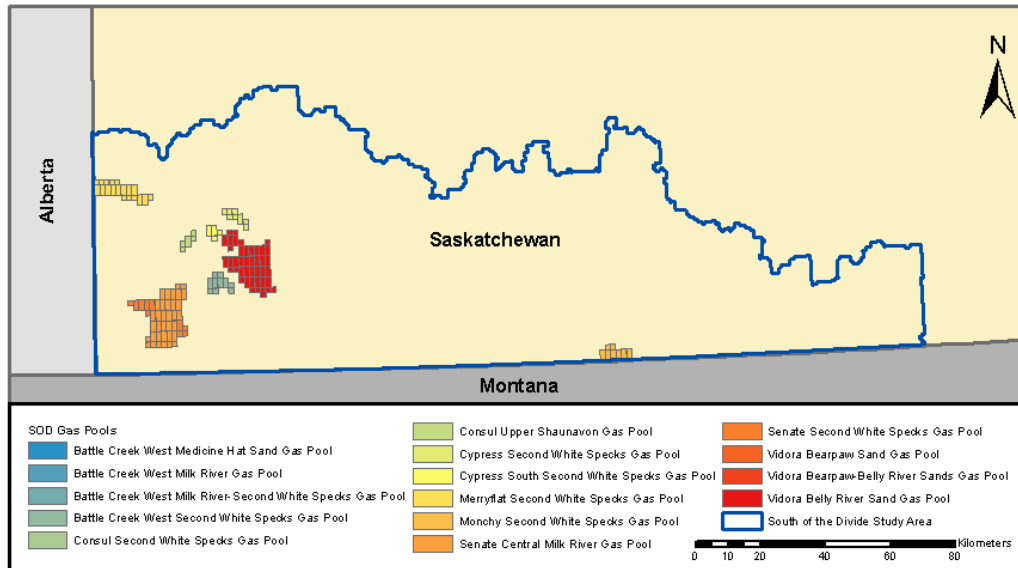 N
Alberta
Saskatchewan
Montana
SOD Gas Pools
Battle Creek West Medicine Hat Sand Gas Pool
Battle Creek West Milk River Gas Pool
Battle Creek West Milk River-Second White Specks Gas Pool
Battle Creek West Second White Specks Gas Pool
Consul Second White Specks Gas Pool
Consul Upper Shaunavon Gas Pool
Cypress Second White Specks Gas Pool
Cypress South Second White Specks Gas Pool
Merryflat Second White Specks Gas Pool
Monchy Second White Specks Gas Pool
Senate Central Milk River Gas Pool
Senate Second White Specks Gas Pool
Vidora Bearpaw Sand Gas Pool
Vidora Bearpaw-Belly River Sands Gas Pool
Vidora Belly River Sand Gas Pool
South of the Divide Study Area
Kilometers
0 10 20 40 60 80